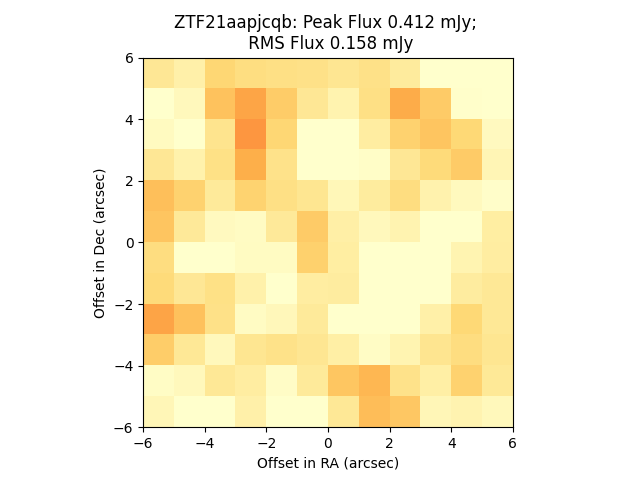 ZTF21aapjcqb: Peak Flux 0.412 mJy;
RMS Flux 0.158 mJy
6
4
2
0
−2
−4
−6
Offset in Dec (arcsec)
−6 −4 −2 0 2 4 6
Offset in RA (arcsec)